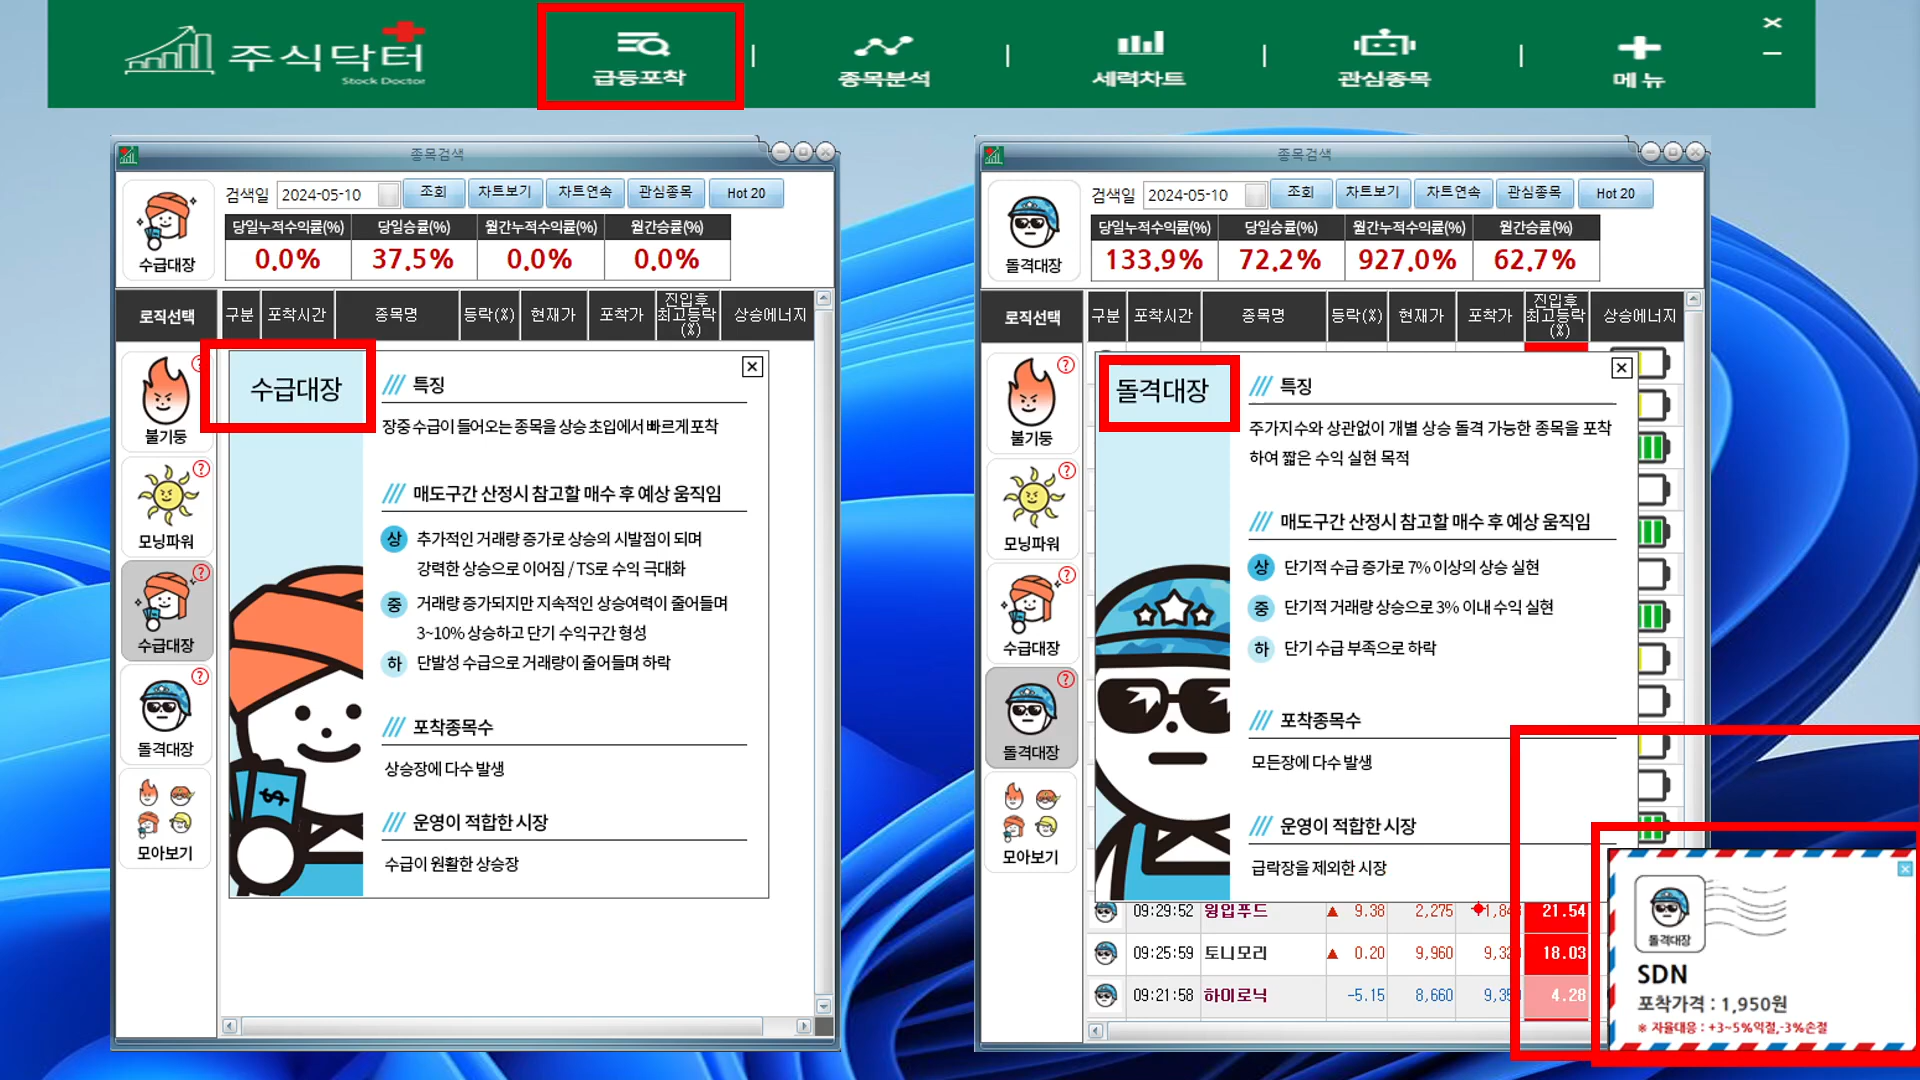 주식닥터
Stock Doctor
급등포착
종목분석
세력차트
관심종목
메뉴
종목검색
수급대장
검색일 2024-05-10 조회 차트보기 차트연속 관심종목 Hot 20
당일누적수익률(%) 당일승률(%) 월간누적수익률(%) 월간승률(%)
0.0% 37.5% 0.0% 0.0%
로직선택 구분 포착시간 종목명 등락(%) 현재가 포착가 진입후 최고등락 (%) 상승에너지
불기둥
모닝파워
수급대장
돌격대장
모아보기
수급대장
/// 특징
장중 수급이 들어오는 종목을 상승 초입에서 빠르게 포착
/// 매도구간 산정시 참고할 매수 후 예상 움직임
상 추가적인 거래량 증가로 상승의 시발점이 되며
강력한 상승으로 이어짐 / TS로 수익 극대화
중 거래량 증가되지만 지속적인 상승여력이 줄어들며
3~10% 상승하고 단기 수익구간 형성
하 단발성 수급으로 거래량이 줄어들며 하락
/// 포착종목수
상승장에 다수 발생
/// 운영이 적합한 시장
수급이 원활한 상승장
종목검색
돌격대장
검색일 2024-05-10 조회 차트보기 차트연속 관심종목 Hot 20
당일누적수익률(%) 당일승률(%) 월간누적수익률(%) 월간승률(%)
133.9% 72.2% 927.0% 62.7%
로직선택 구분 포착시간 종목명 등락(%) 현재가 포착가 진입후 최고등락 (%) 상승에너지
불기둥
모닝파워
수급대장
돌격대장
모아보기
돌격대장
/// 특징
주가지수와 상관없이 개별 상승 돌격 가능한 종목을 포착
하여 짧은 수익 실현 목적
/// 매도구간 산정시 참고할 매수 후 예상 움직임
상 단기적 수급 증가로 7% 이상의 상승 실현
중 단기적 거래량 상승으로 3% 이내 수익 실현
하 단기 수급 부족으로 하락
/// 포착종목수
모든장에 다수 발생
/// 운영이 적합한 시장
급락장을 제외한 시장
09:29:52 윙입푸드 ▲ 9.38 2,275 21.54
09:25:59 토니모리 ▲ 0.20 9,960 18.03
09:21:58 하이로닉 -5.15 8,660 4.28
돌격대장
SDN
포착가격 : 1,950원
※ 자율대응 : +3~5%익절,-3%손절